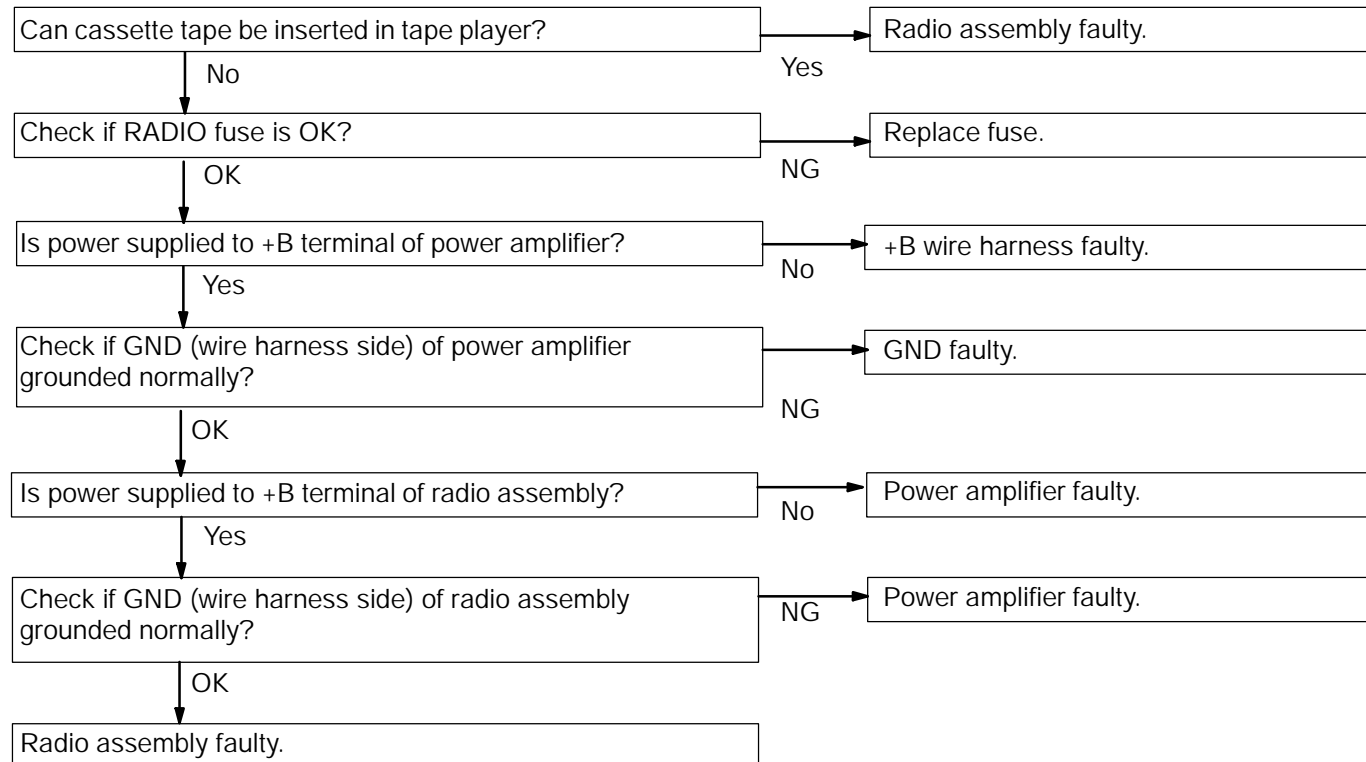 Can cassette tape be inserted in tape player?
Radio assembly faulty.
Yes
No
Check if RADIO fuse is OK?
Replace fuse.
NG
OK
Is power supplied to +B terminal of power amplifier?
+B wire harness faulty.
No
Yes
Check if GND (wire harness side) of power amplifier
grounded normally?
GND faulty.
NG
OK
Is power supplied to +B terminal of radio assembly?
Power amplifier faulty.
No
Yes
Check if GND (wire harness side) of radio assembly
grounded normally?
Power amplifier faulty.
NG
OK
Radio assembly faulty.